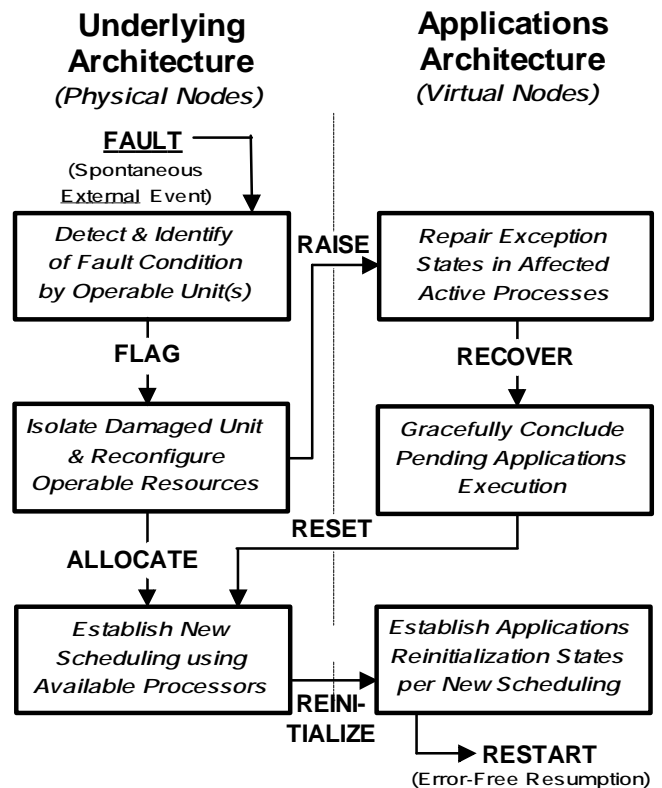 Underlying
Architecture
(Physical Nodes)
Applications
Architecture
(Virtual Nodes)
FAULT
(Spontaneous
External Event)
Detect & Identify
of Fault Condition
by Operable Unit(s)
RAISE
Repair Exception
States in Affected
Active Processes
FLAG
RECOVER
Isolate Damaged Unit
& Reconfigure
Operable Resources
Gracefully Conclude
Pending Applications
Execution
RESET
ALLOCATE
Establish New
Scheduling using
Available Processors
REINI-
TIALIZE
Establish Applications
Reinitialization States
per New Scheduling
RESTART
(Error-Free Resumption)